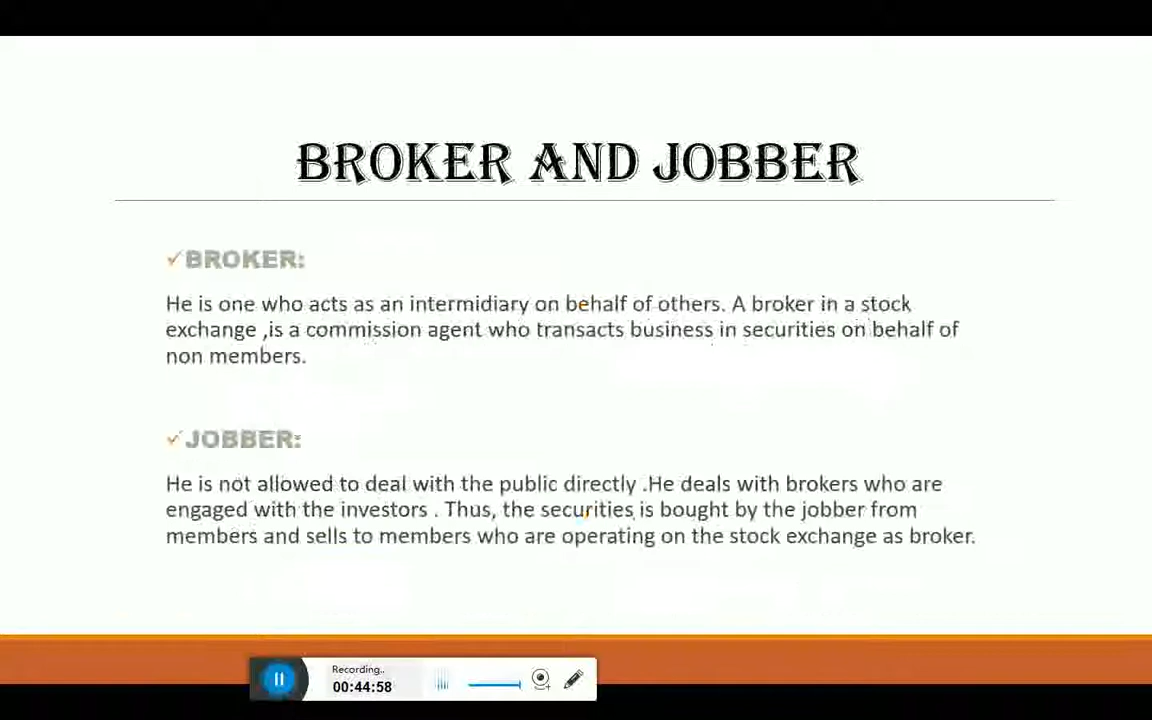 BROKER AND JOBBER
✓BROKER:
He is one who acts as an intermidiary on behalf of others. A broker in a stock
exchange ,is a commission agent who transacts business in securities on behalf of
non members.
✓JOBBER:
He is not allowed to deal with the public directly .He deals with brokers who are
engaged with the investors . Thus, the securities is bought by the jobber from
members and sells to members who are operating on the stock exchange as broker.
Recording..
00:44:58